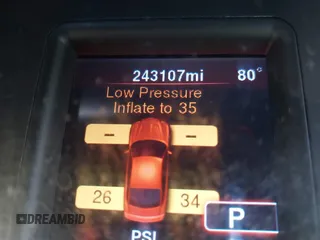 243107mi 80°
Low Pressure
Inflate to 35
-- --
26 34
PSI
P
DREAMBID